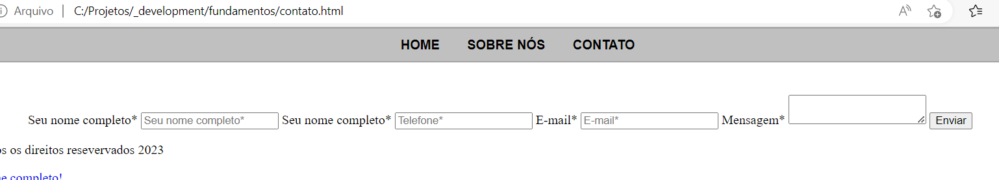 Arquivo | C:/Projetos/_development/fundamentos/contato.html
HOME SOBRE NÓS CONTATO
Seu nome completo* Seu nome completo* Seu nome completo* Telefone* E-mail* E-mail* Mensagem* Enviar
os direitos resevervados 2023
completo!